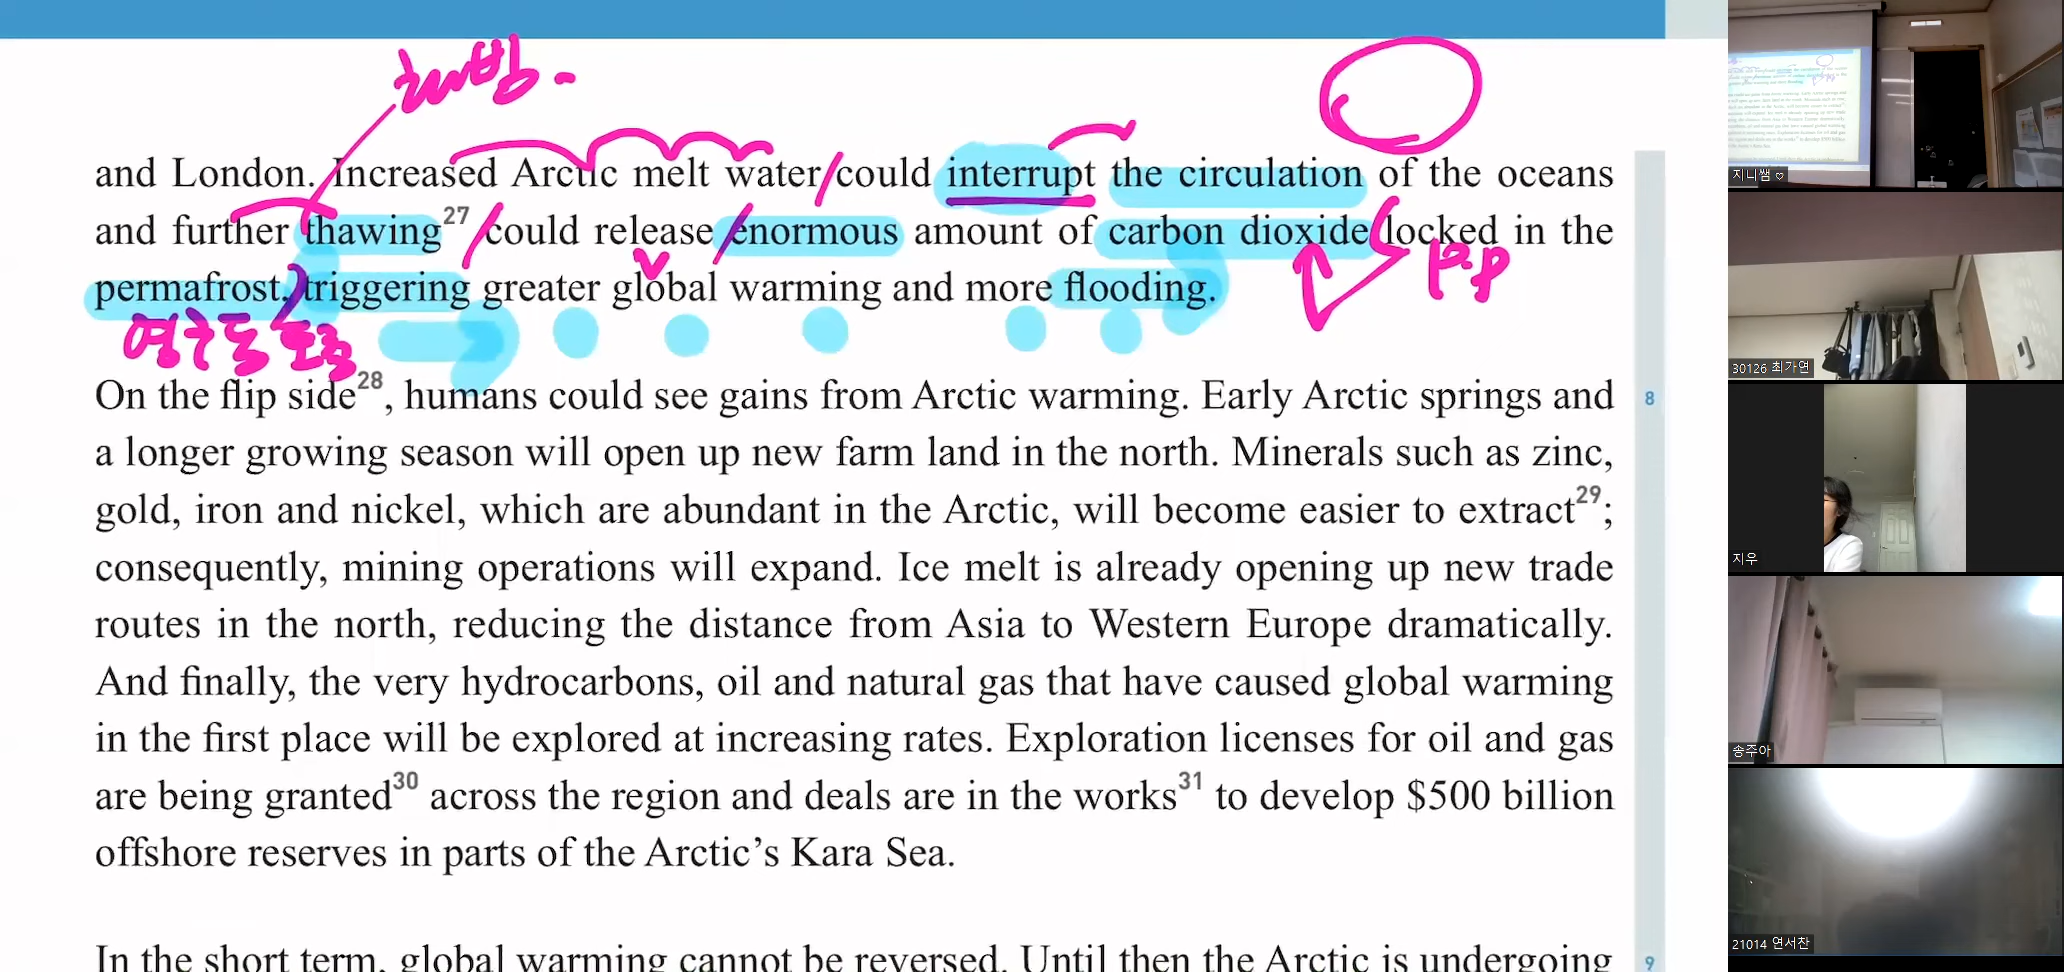 해빙.
and London. Increased Arctic melt water could interrupt the circulation of the oceans
and further thawing27 could release enormous amount of carbon dioxide locked in the
p.p
permafrost, triggering greater global warming and more flooding.
영구동토층
On the flip side28, humans could see gains from Arctic warming. Early Arctic springs and
8
a longer growing season will open up new farm land in the north. Minerals such as zinc,
gold, iron and nickel, which are abundant in the Arctic, will become easier to extract29;
consequently, mining operations will expand. Ice melt is already opening up new trade
routes in the north, reducing the distance from Asia to Western Europe dramatically.
And finally, the very hydrocarbons, oil and natural gas that have caused global warming
in the first place will be explored at increasing rates. Exploration licenses for oil and gas
are being granted30 across the region and deals are in the works31 to develop $500 billion
offshore reserves in parts of the Arctic's Kara Sea.
In the short term, global warming cannot be reversed. Until then the Arctic is undergoing
9
지니쌤 ♡
30126 최가연
지우
송주아
21014 연서찬